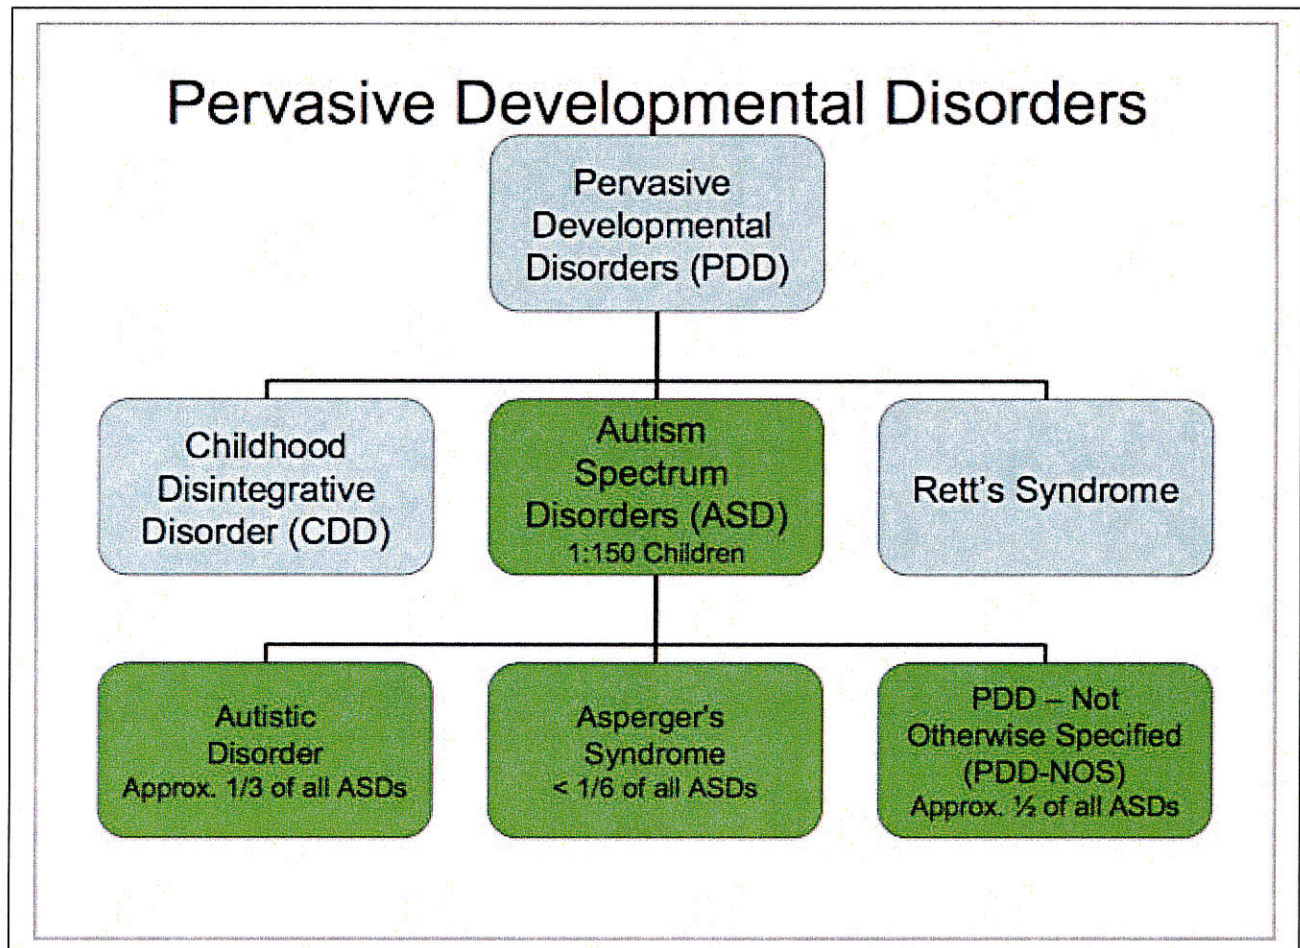 Pervasive Developmental Disorders
Pervasive
Developmental
Disorders (PDD)
Childhood
Disintegrative
Disorder (CDD)
Autism
Spectrum
Disorders (ASD)
1:150 Children
Rett's Syndrome
Autistic
Disorder
Approx. 1/3 of all ASDs
Asperger's
Syndrome
< 1/6 of all ASDs
PDD – Not
Otherwise Specified
(PDD-NOS)
Approx. ½ of all ASDs